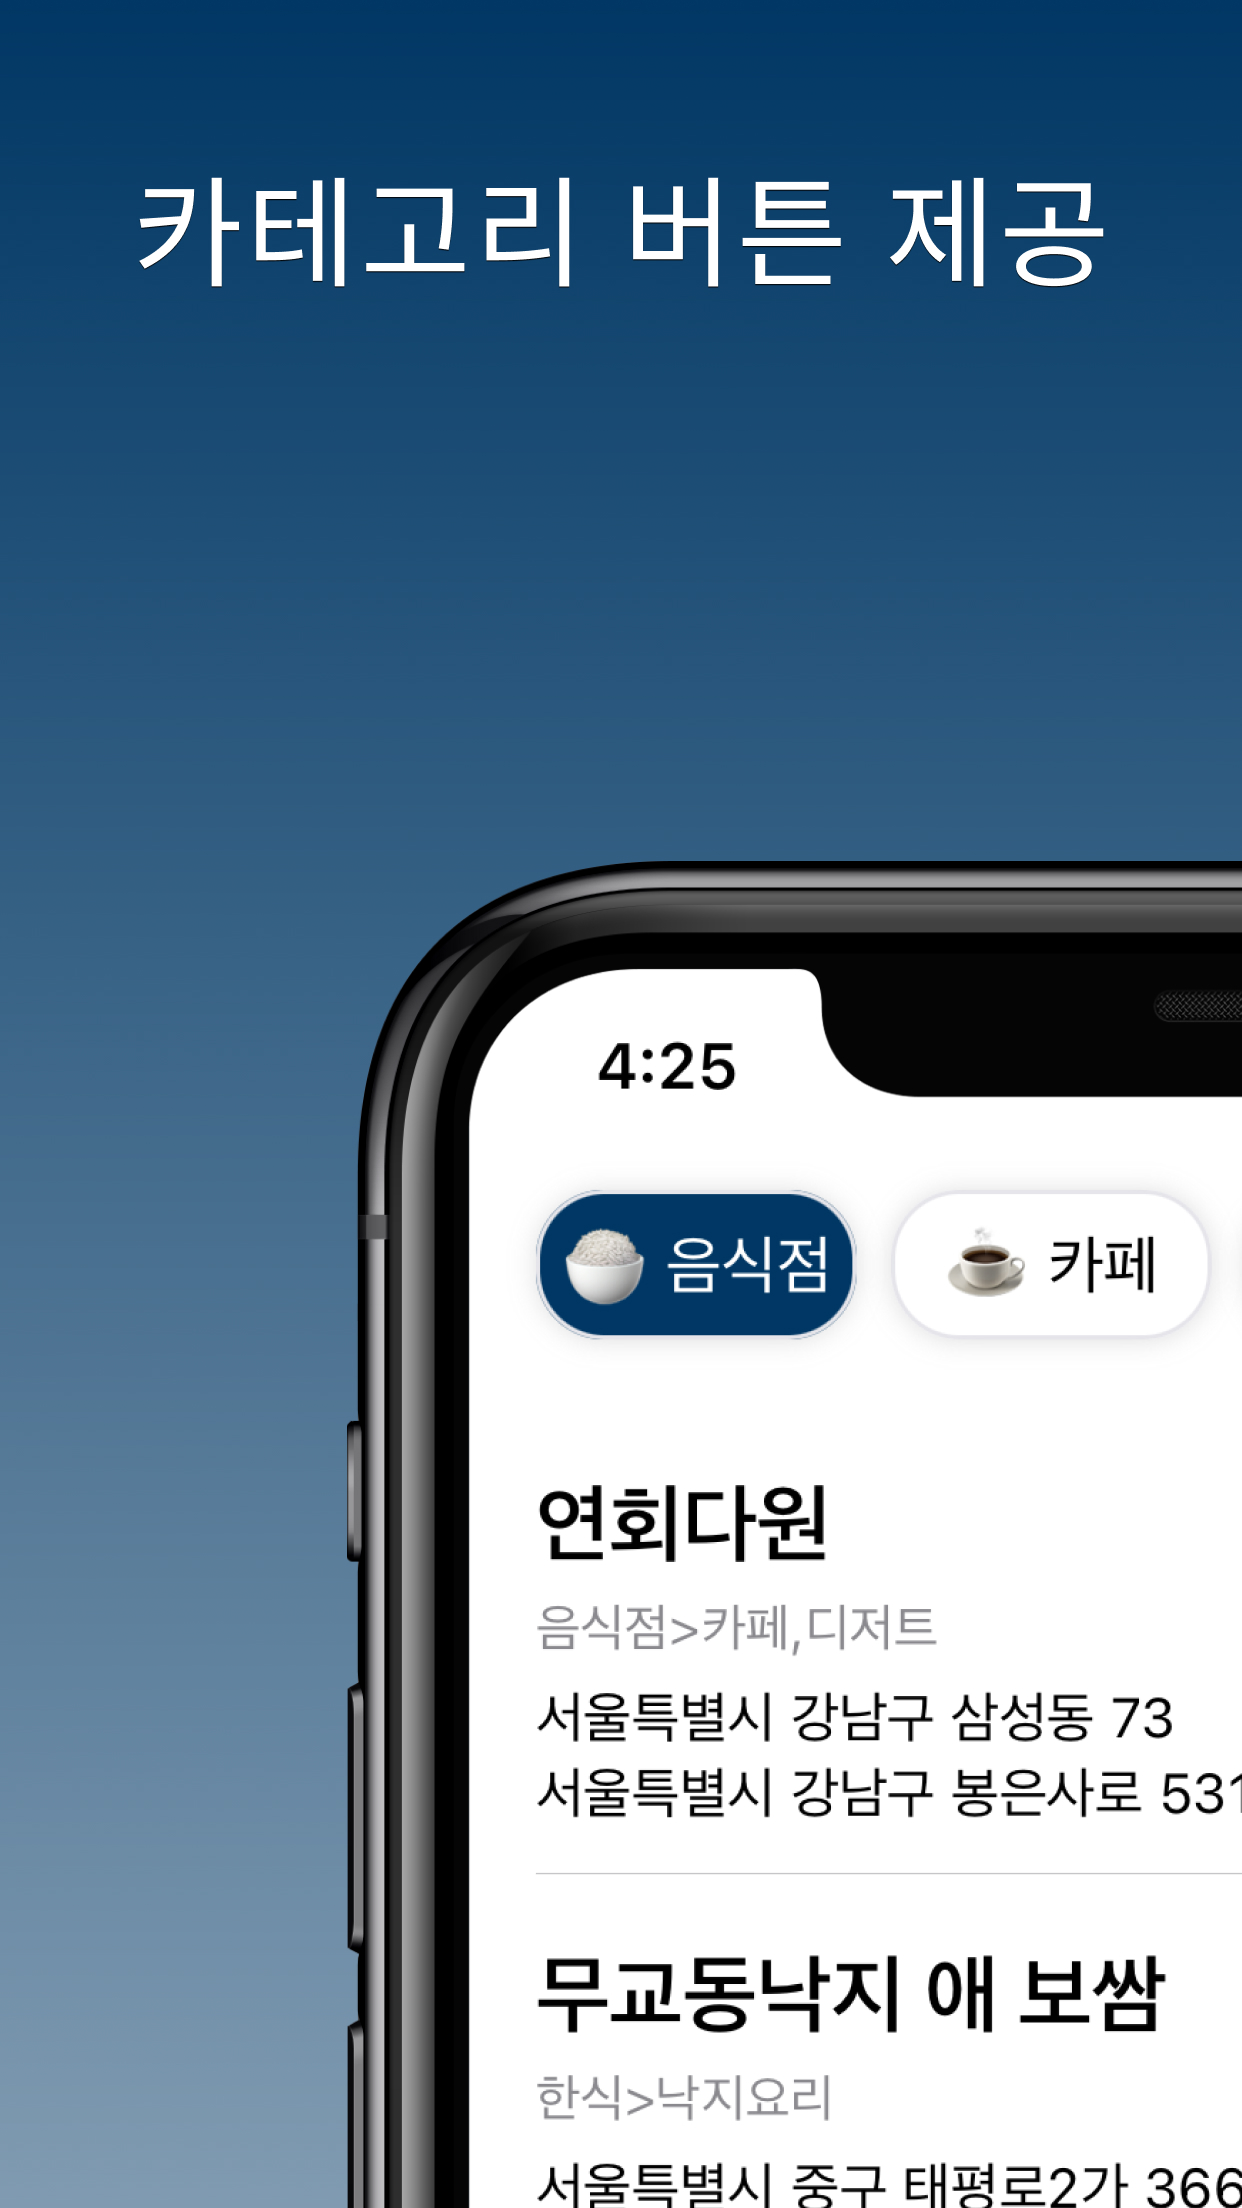 카테고리 버튼 제공
4:25
음식점 카페
연회다원
음식점>카페,디저트
서울특별시 강남구 삼성동 73
서울특별시 강남구 봉은사로 531
무교동낙지 애 보쌈
한식>낙지요리
서울특별시 중구 태평로2가 366